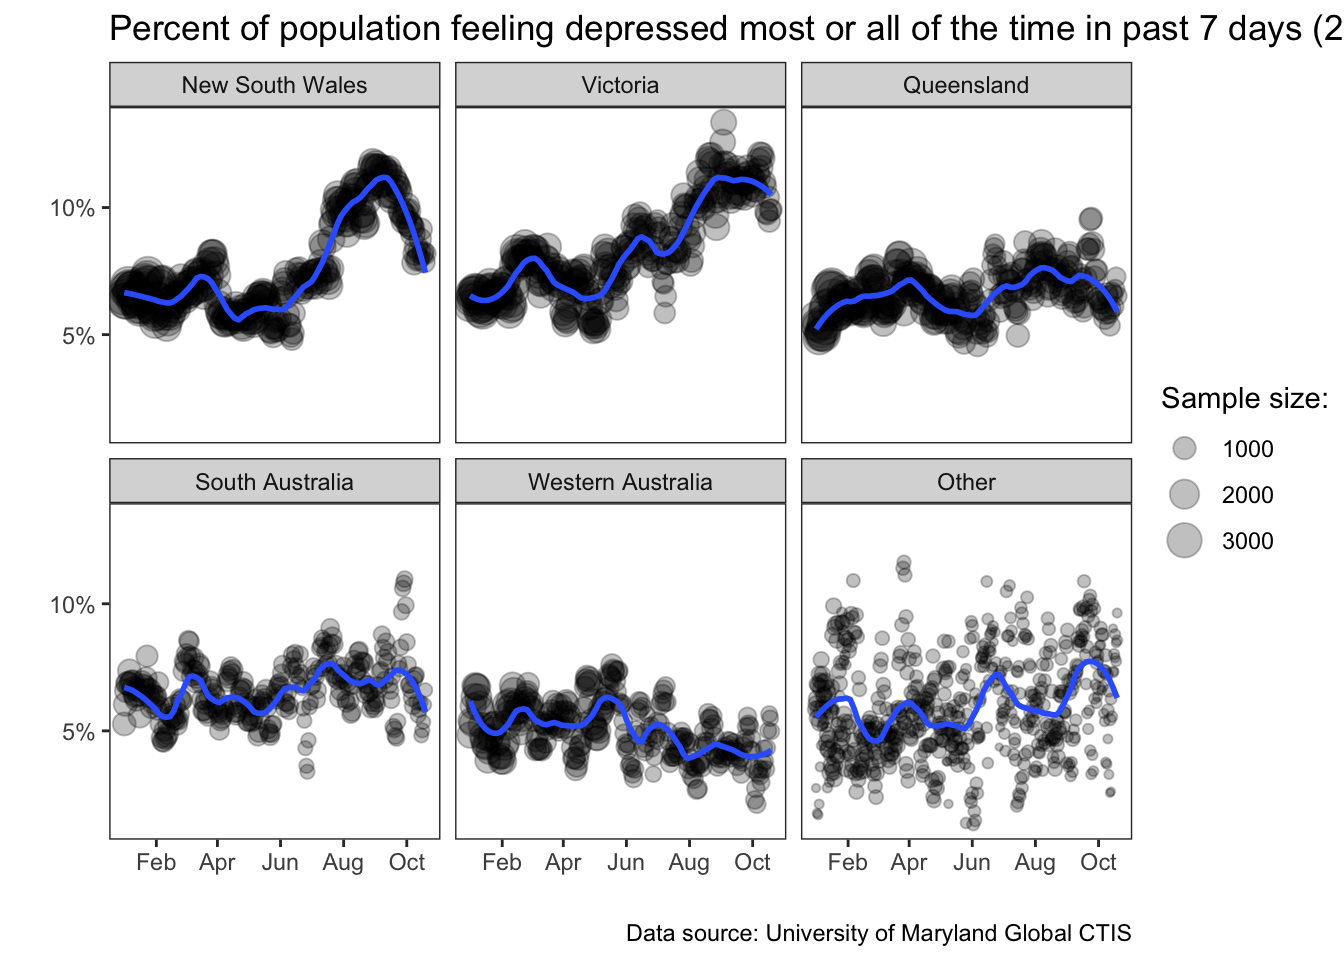 Percent of population feeling depressed most or all of the time in past 7 days (2
New South Wales
Victoria
Queensland
10%
5%
South Australia
Western Australia
Other
10%
5%
Feb Apr Jun Aug Oct
Feb Apr Jun Aug Oct
Feb Apr Jun Aug Oct
Sample size:
1000
2000
3000
Data source: University of Maryland Global CTIS